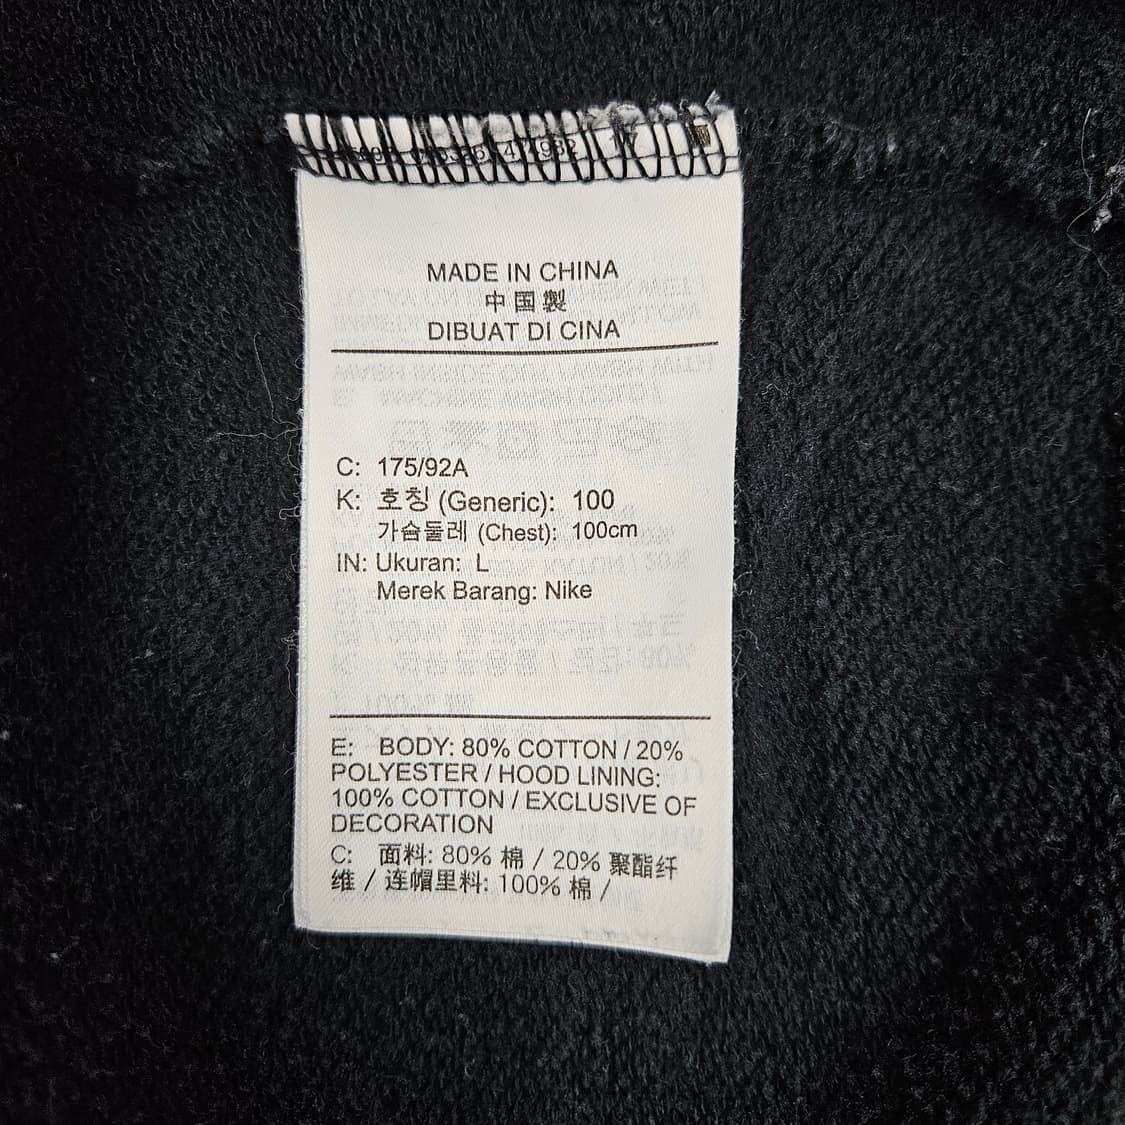 MADE IN CHINA
中国製
DIBUAT DI CINA
C: 175/92A
K: 호칭 (Generic): 100
가슴둘레 (Chest): 100cm
IN: Ukuran: L
Merek Barang: Nike
E: BODY: 80% COTTON / 20%
POLYESTER / HOOD LINING:
100% COTTON / EXCLUSIVE OF
DECORATION
C: 面料: 80% 棉 / 20% 聚酯纤
维 / 连帽里料: 100% 棉 /